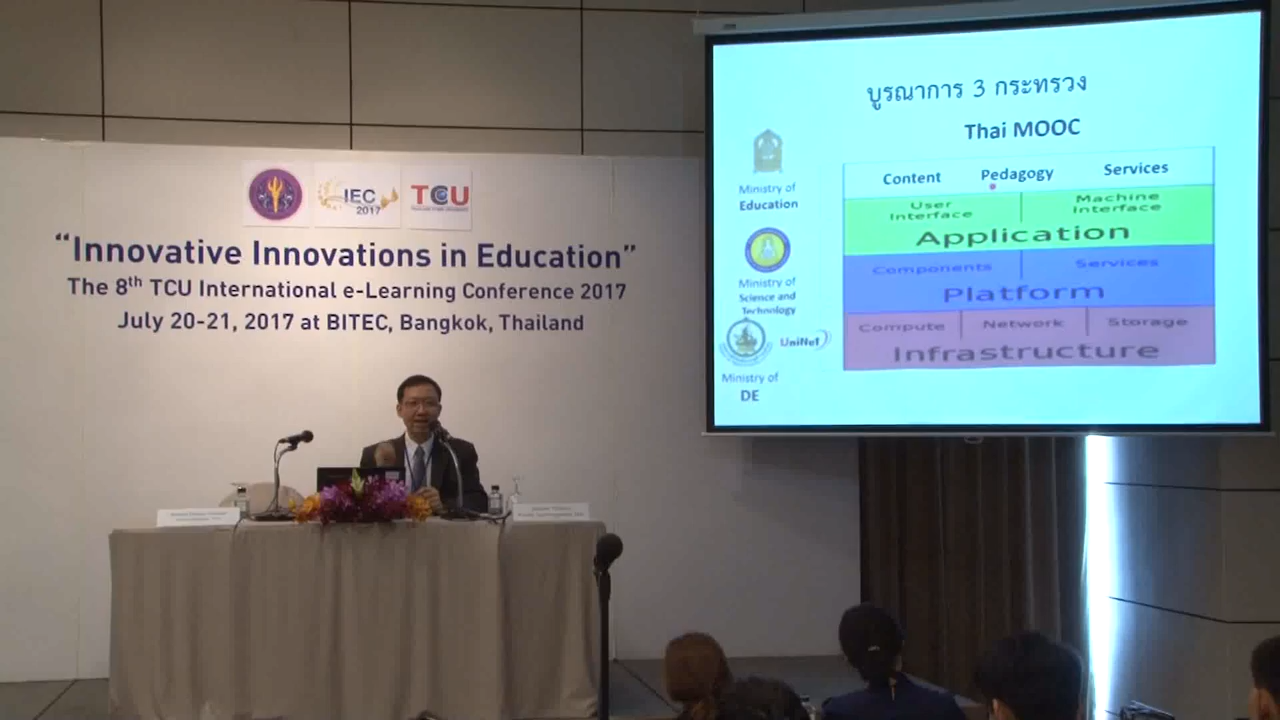 IEC
2017
TCU
“Innovative Innovations in Education”
The 8th TCU International e-Learning Conference 2017
July 20-21, 2017 at BITEC, Bangkok, Thailand
บูรณาการ 3 กระทรวง
Thai MOOC
Ministry of
Education
Ministry of
Science and
Technology
UniNet
Ministry of
DE
Content Pedagogy Services
User Interface
Machine Interface
Application
Components Services
Platform
Compute Network Storage
Infrastructure